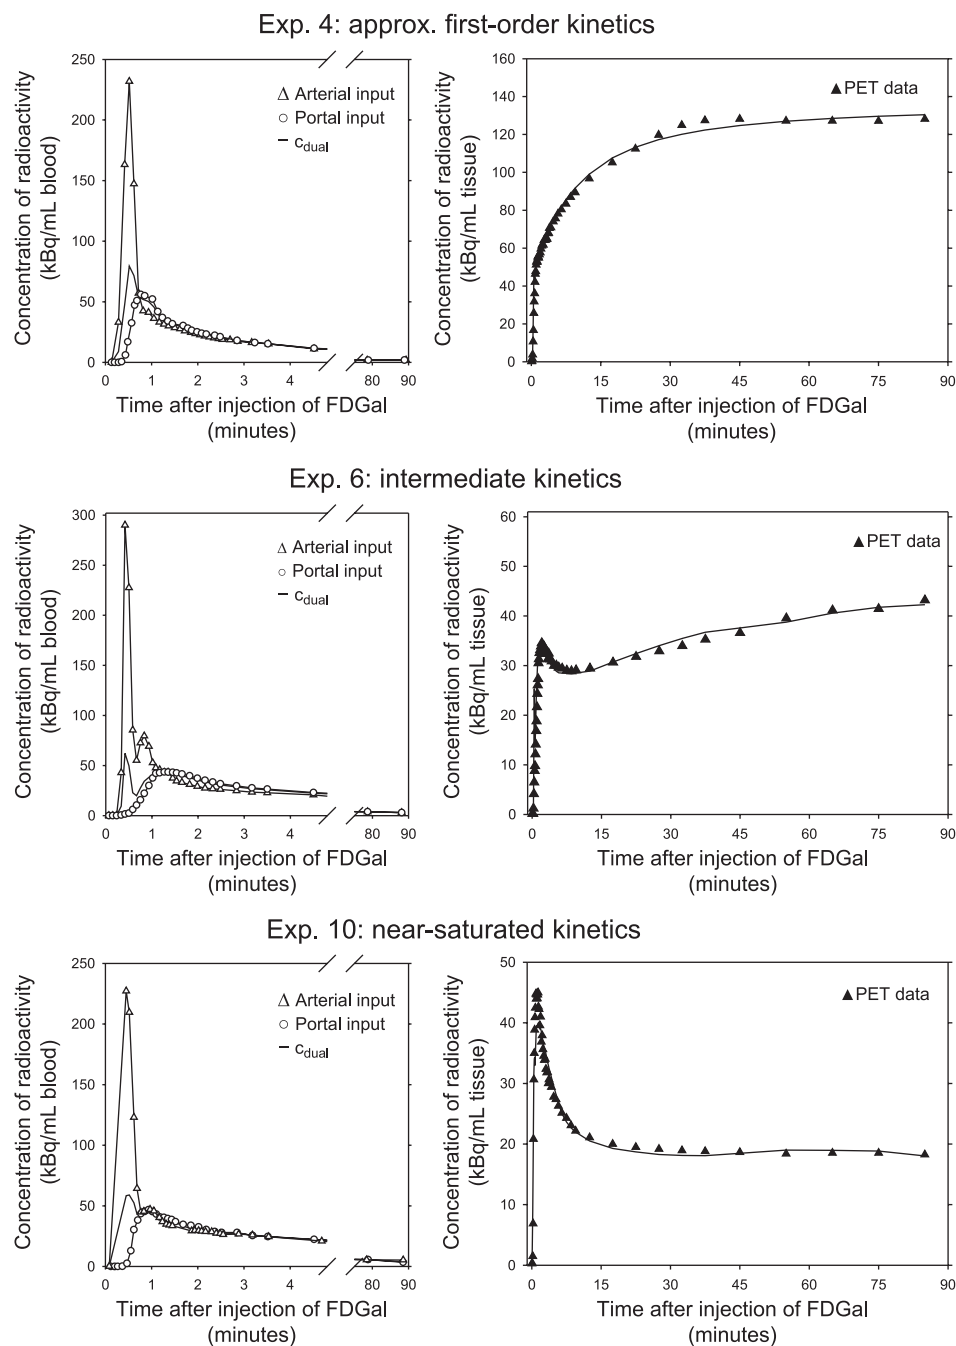 Exp. 4: approx. first-order kinetics
Concentration of radioactivity
(kBq/mL blood)
250
200
150
100
50
0
Arterial input
Portal input
c_dual
0 1 2 3 4 80 90
Time after injection of FDGal
(minutes)
Concentration of radioactivity
(kBq/mL tissue)
160
140
120
100
80
60
40
20
0
PET data
0 15 30 45 60 75 90
Time after injection of FDGal
(minutes)
Exp. 6: intermediate kinetics
Concentration of radioactivity
(kBq/mL blood)
300
250
200
150
100
50
0
Arterial input
Portal input
c_dual
0 1 2 3 4 80 90
Time after injection of FDGal
(minutes)
Concentration of radioactivity
(kBq/mL tissue)
60
50
40
30
20
10
0
PET data
0 15 30 45 60 75 90
Time after injection of FDGal
(minutes)
Exp. 10: near-saturated kinetics
Concentration of radioactivity
(kBq/mL blood)
250
200
150
100
50
0
Arterial input
Portal input
c_dual
0 1 2 3 4 80 90
Time after injection of FDGal
(minutes)
Concentration of radioactivity
(kBq/mL tissue)
50
40
30
20
10
0
PET data
0 15 30 45 60 75 90
Time after injection of FDGal
(minutes)